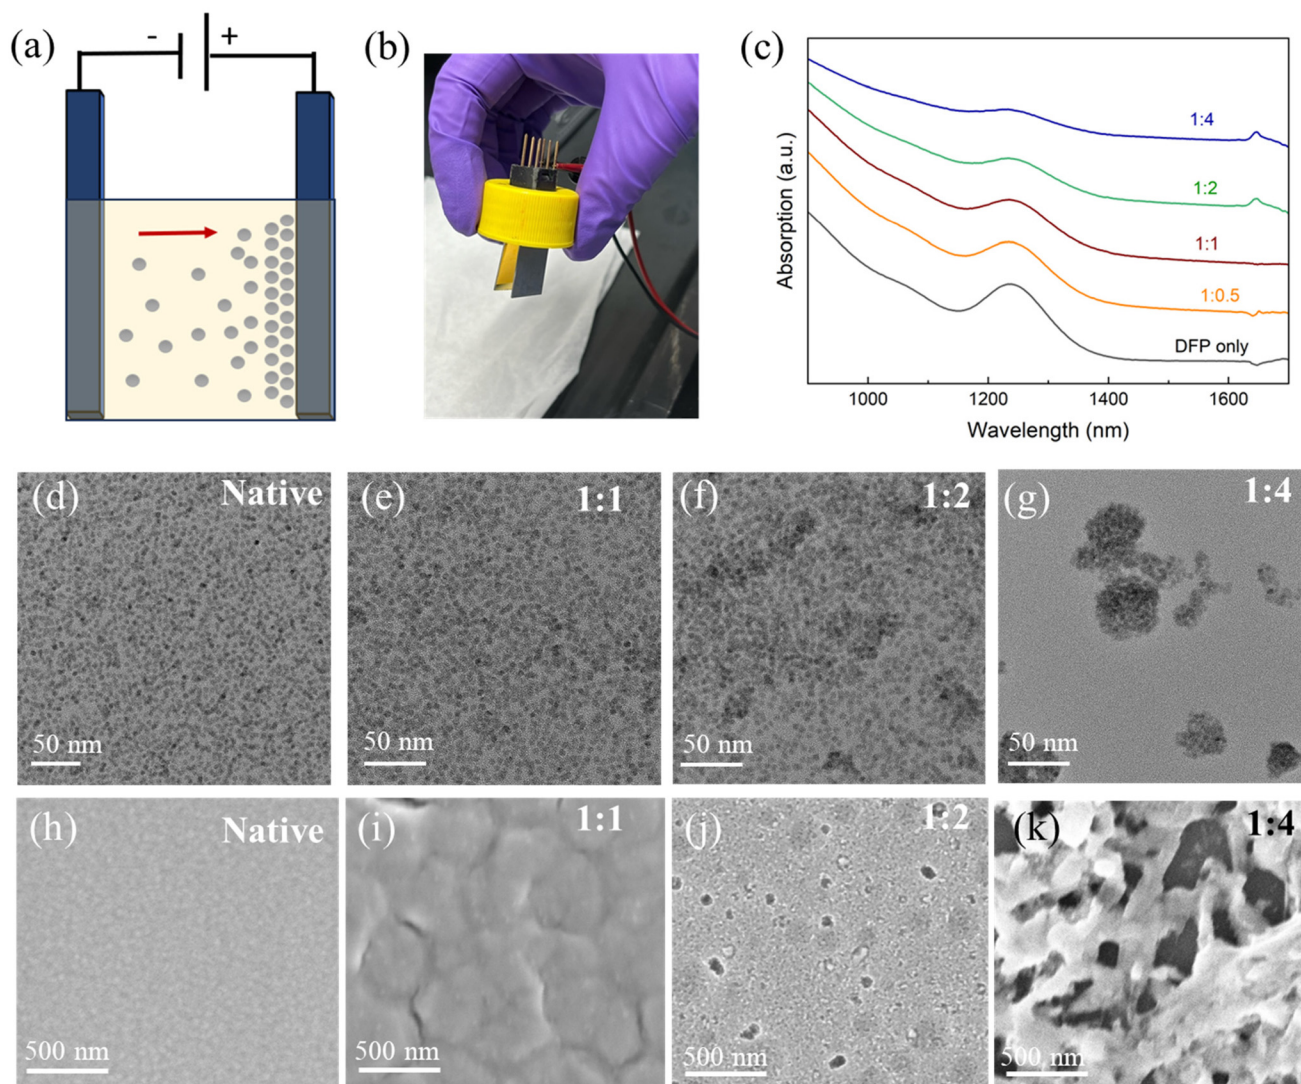 (a)
- +
(b)
(c)
Absorption (a.u.)
1:4
1:2
1:1
1:0.5
DFP only
1000 1200 1400 1600
Wavelength (nm)
(d) Native
50 nm
(e) 1:1
50 nm
(f) 1:2
50 nm
(g) 1:4
50 nm
(h) Native
500 nm
(i) 1:1
500 nm
(j) 1:2
500 nm
(k) 1:4
500 nm